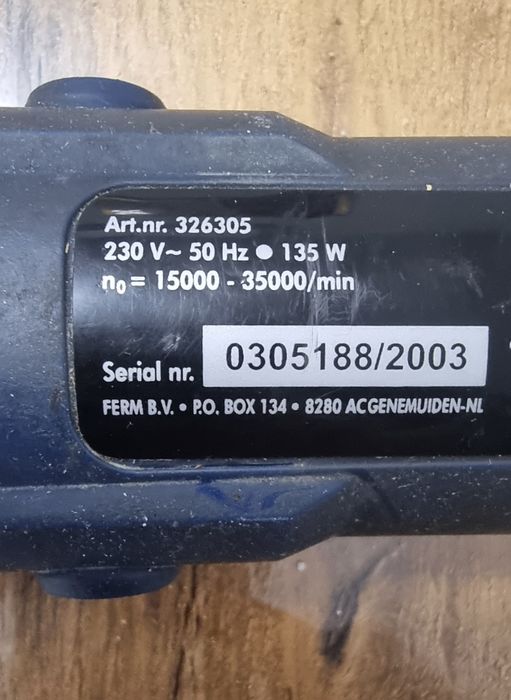 Art.nr. 326305
230 V~ 50 Hz ● 135 W
n₀ = 15000 - 35000/min
Serial nr. 0305188/2003
FERM B.V. • P.O. BOX 134 • 8280 ACGENEMUIDEN-NL